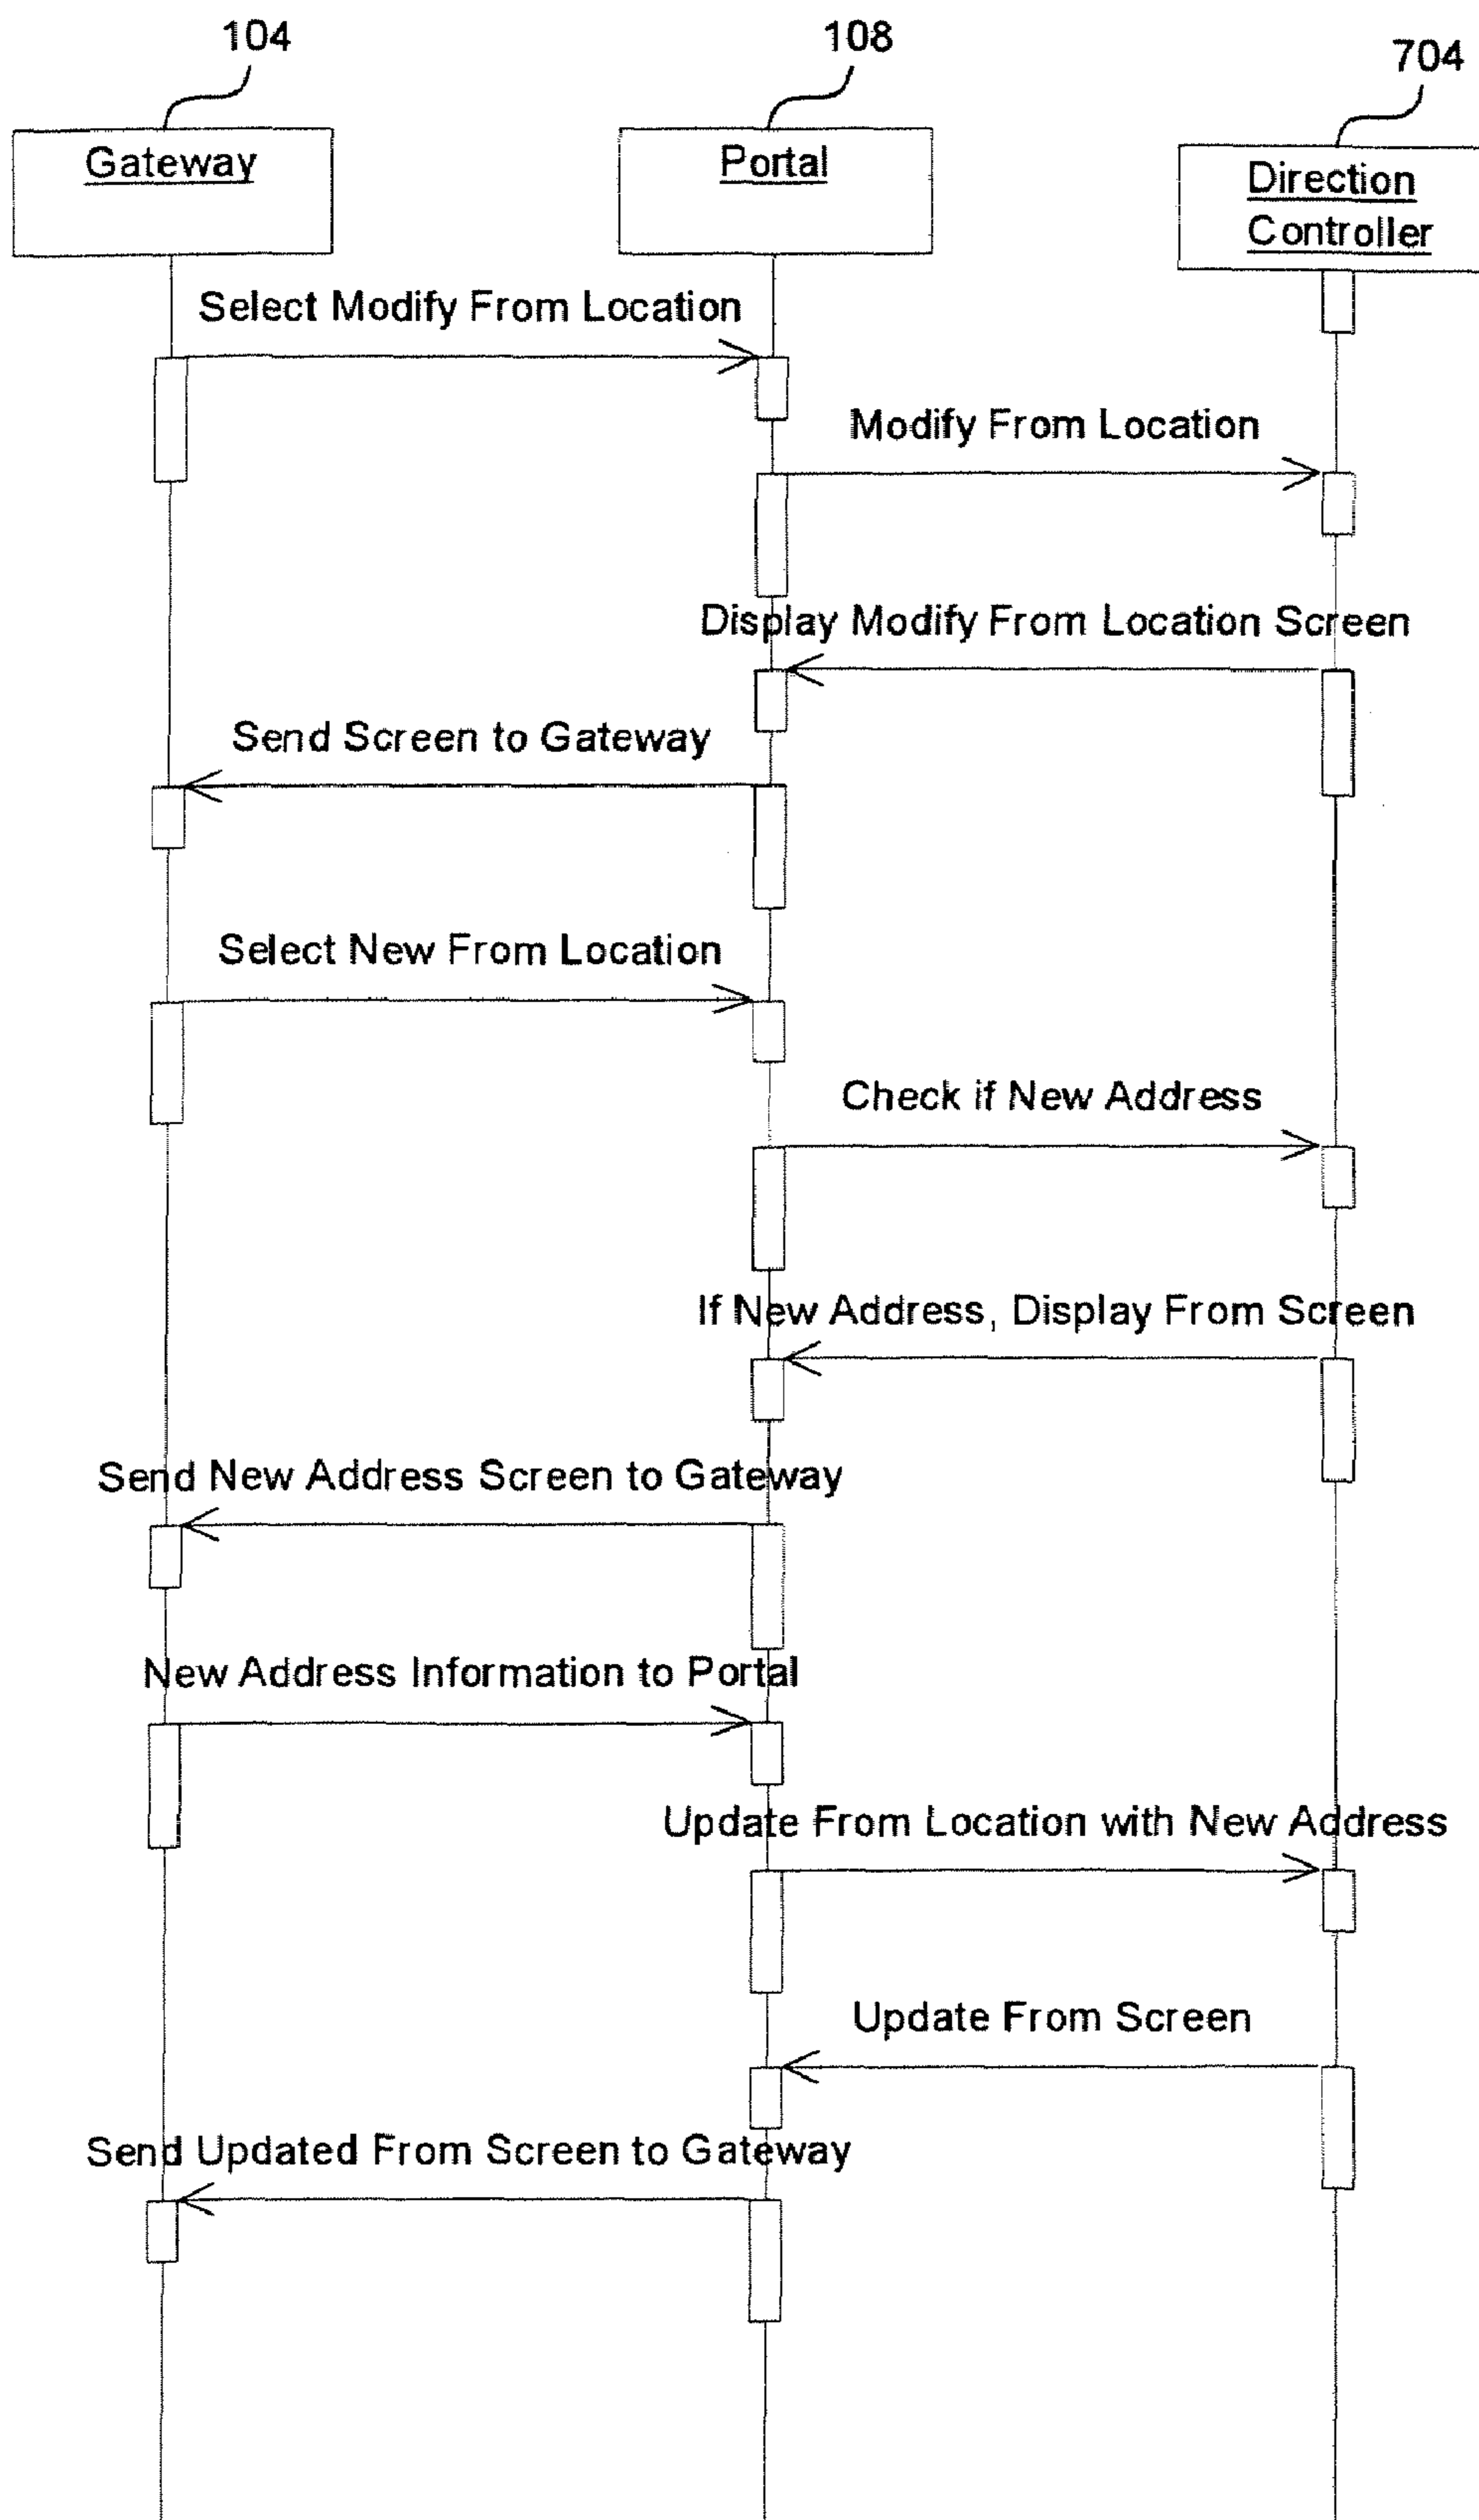 104
108
704
Gateway
Portal
Direction
Controller
Select Modify From Location
Modify From Location
Display Modify From Location Screen
Send Screen to Gateway
Select New From Location
Check if New Address
If New Address, Display From Screen
Send New Address Screen to Gateway
New Address Information to Portal
Update From Location with New Address
Update From Screen
Send Updated From Screen to Gateway